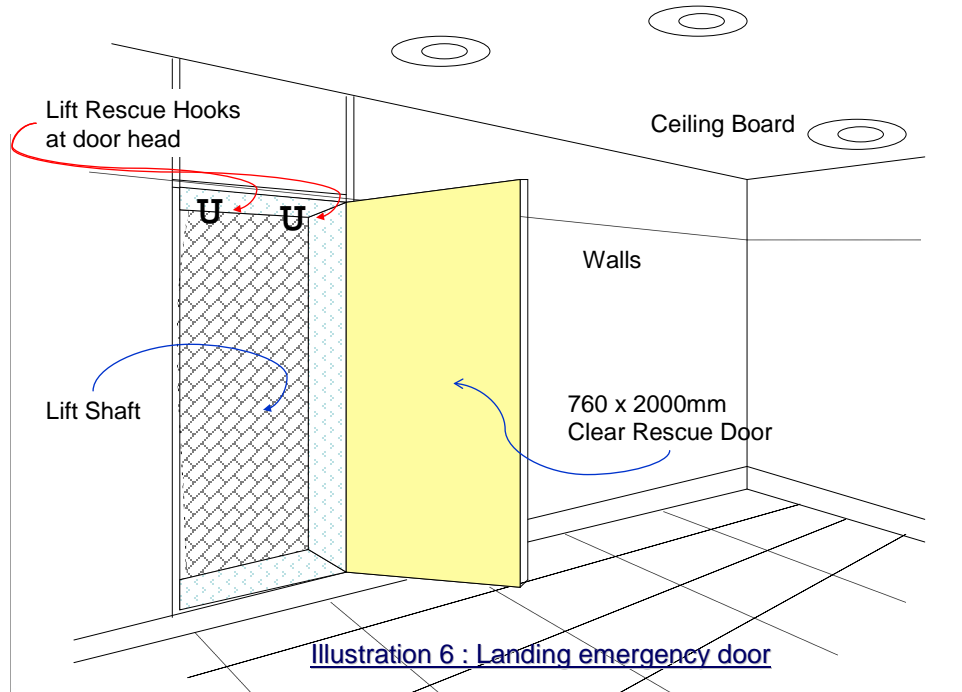 Lift Rescue Hooks
at door head
Ceiling Board
Walls
Lift Shaft
760 x 2000mm
Clear Rescue Door
Illustration 6 : Landing emergency door